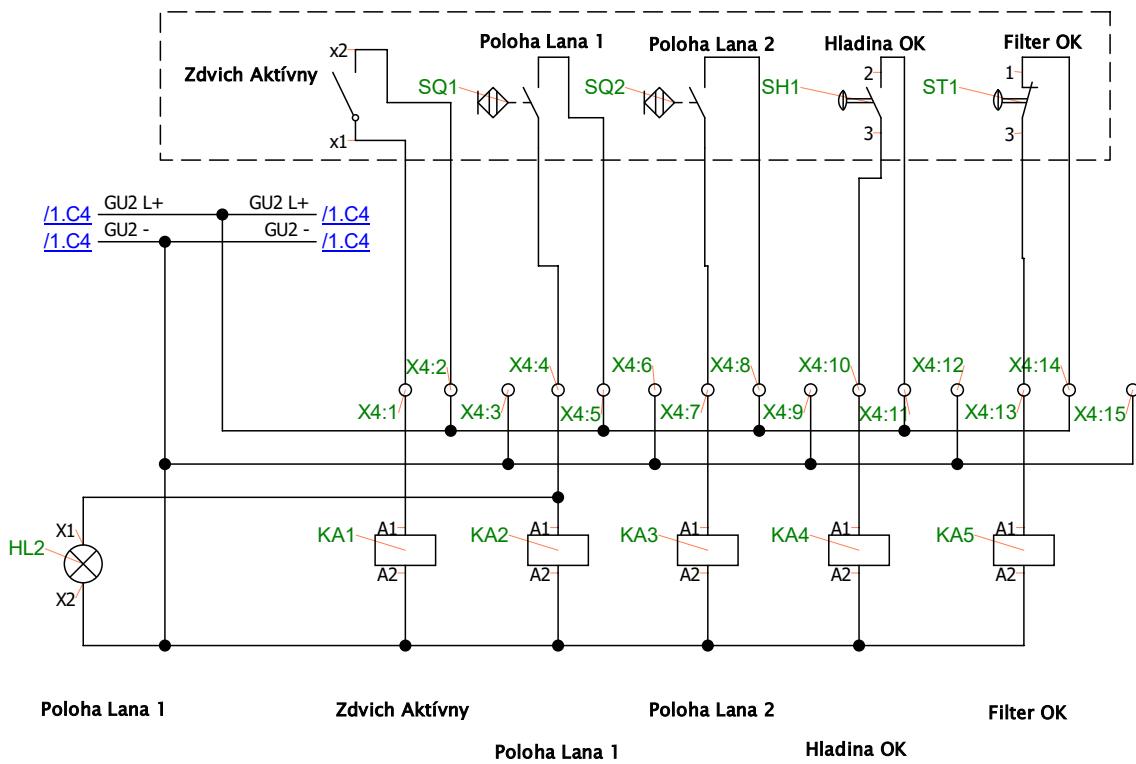 Poloha Lana 1
Poloha Lana 2
Hladina OK
Filter OK
x2
Zdvich Aktívny
SQ1
SQ2
SH1
2
ST1
1
x1
3
3
/1.C4
GU2 L+
GU2 L+
/1.C4
/1.C4
GU2 -
GU2 -
/1.C4
X4:2
X4:4
X4:6
X4:8
X4:10
X4:12
X4:14
X4:1
X4:3
X4:5
X4:7
X4:9
X4:11
X4:13
X4:15
X1
HL2
X2
KA1
A1
A2
KA2
A1
A2
KA3
A1
A2
KA4
A1
A2
KA5
A1
A2
Poloha Lana 1
Zdvich Aktívny
Poloha Lana 2
Filter OK
Poloha Lana 1
Hladina OK